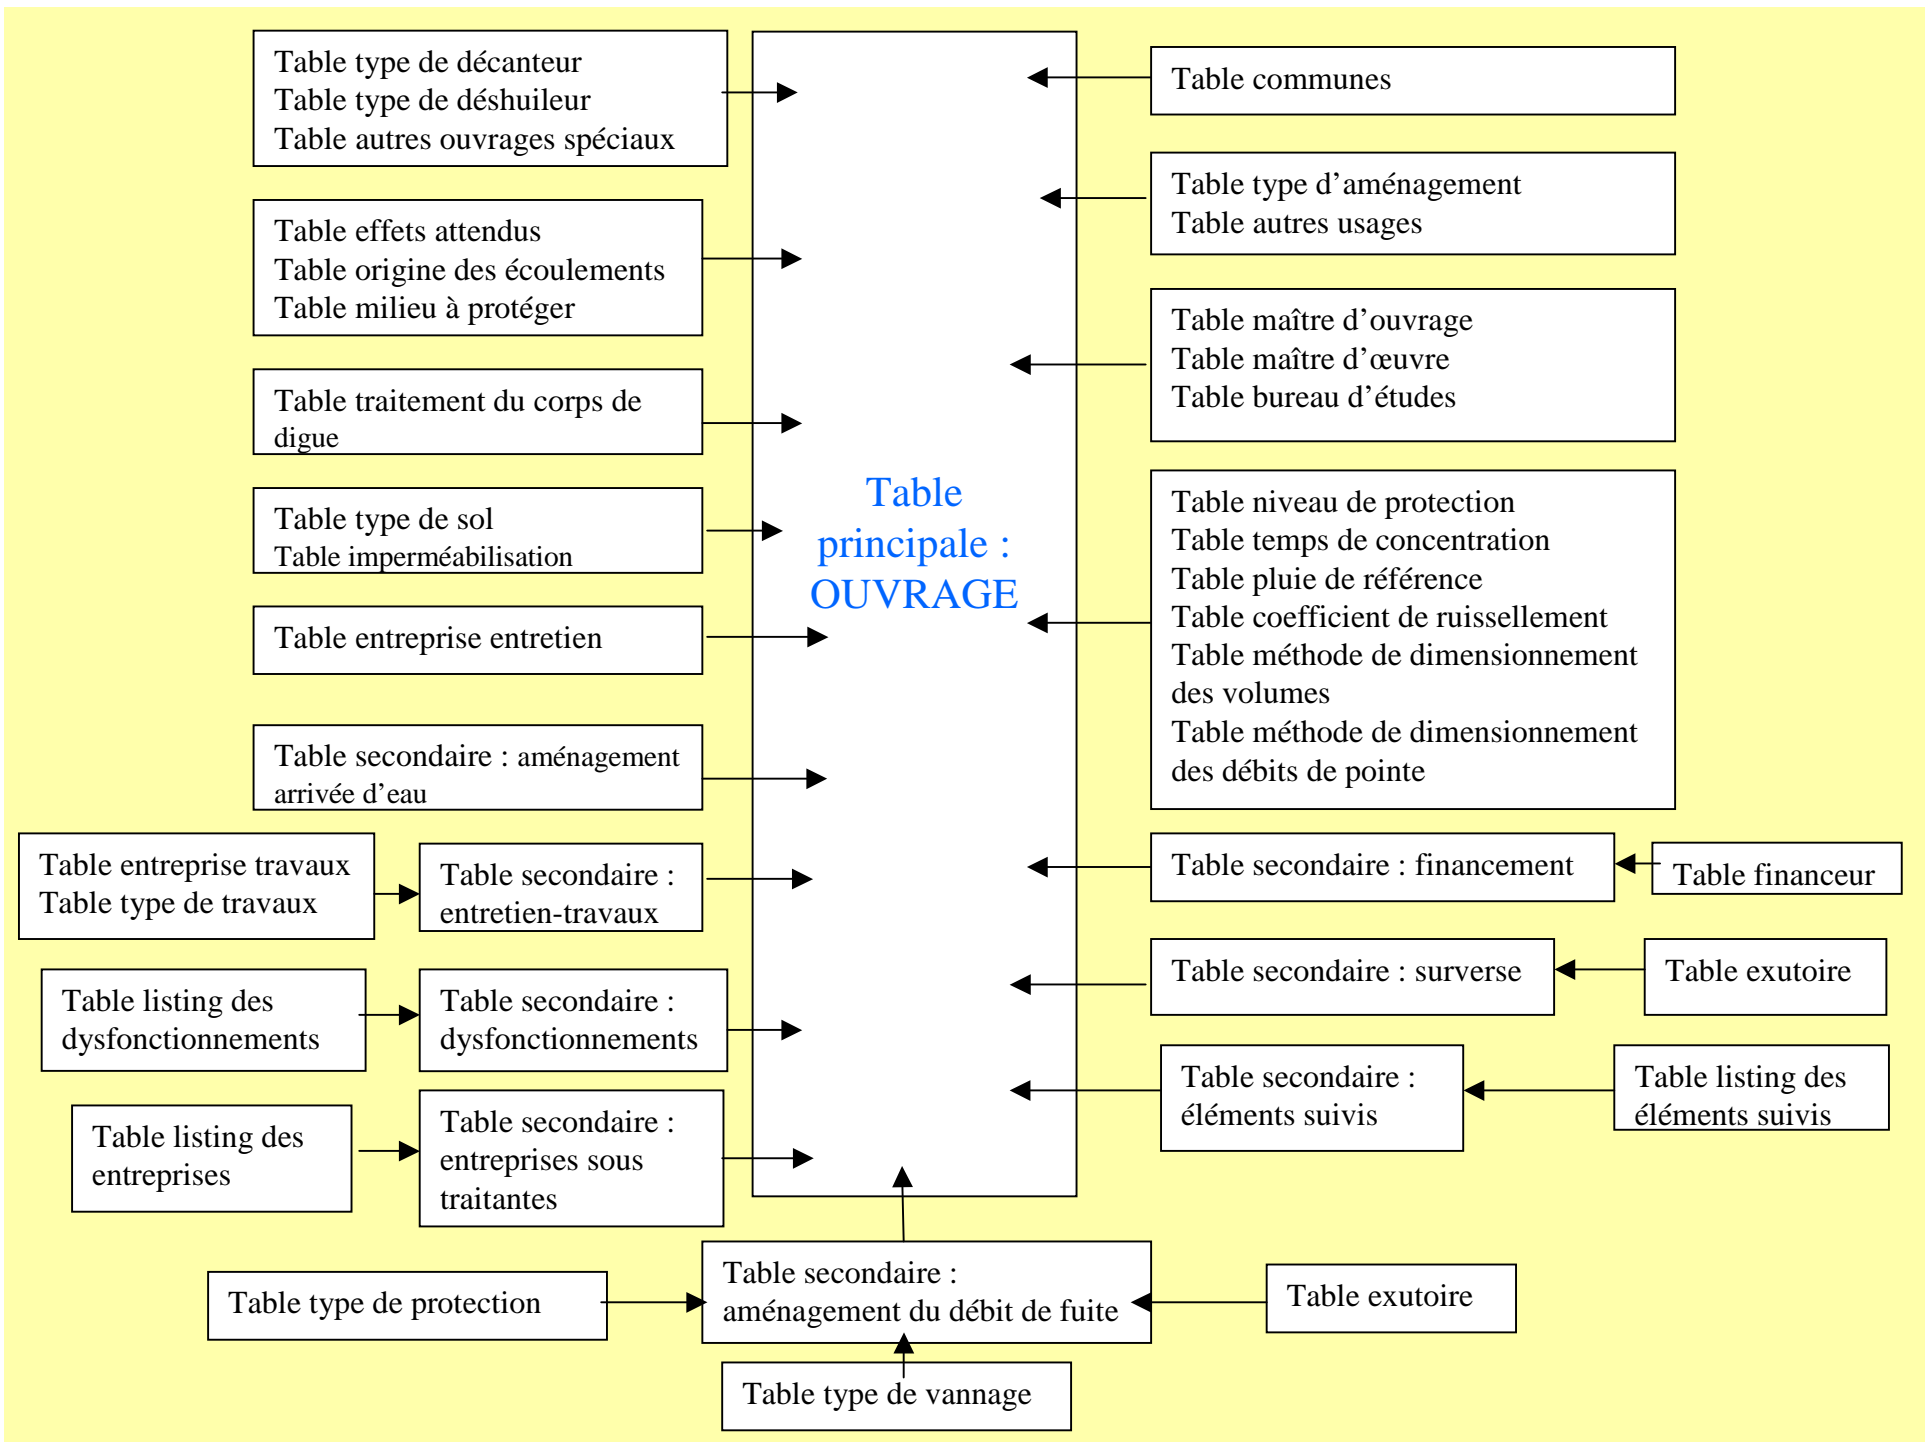 Table type de décanteur
Table type de déshuileur
Table autres ouvrages spéciaux
Table effets attendus
Table origine des écoulements
Table milieu à protéger
Table traitement du corps de
digue
Table type de sol
Table imperméabilisation
Table entreprise entretien
Table secondaire : aménagement
arrivée d’eau
Table entreprise travaux
Table type de travaux
Table secondaire :
entretien-travaux
Table listing des
dysfonctionnements
Table secondaire :
dysfonctionnements
Table listing des
entreprises
Table secondaire :
entreprises sous
traitantes
Table
principale :
OUVRAGE
Table communes
Table type d’aménagement
Table autres usages
Table maître d’ouvrage
Table maître d’œuvre
Table bureau d’études
Table niveau de protection
Table temps de concentration
Table pluie de référence
Table coefficient de ruissellement
Table méthode de dimensionnement
des volumes
Table méthode de dimensionnement
des débits de pointe
Table secondaire : financement
Table financeur
Table secondaire : surverse
Table exutoire
Table secondaire :
éléments suivis
Table listing des
éléments suivis
Table type de protection
Table secondaire :
aménagement du débit de fuite
Table exutoire
Table type de vannage